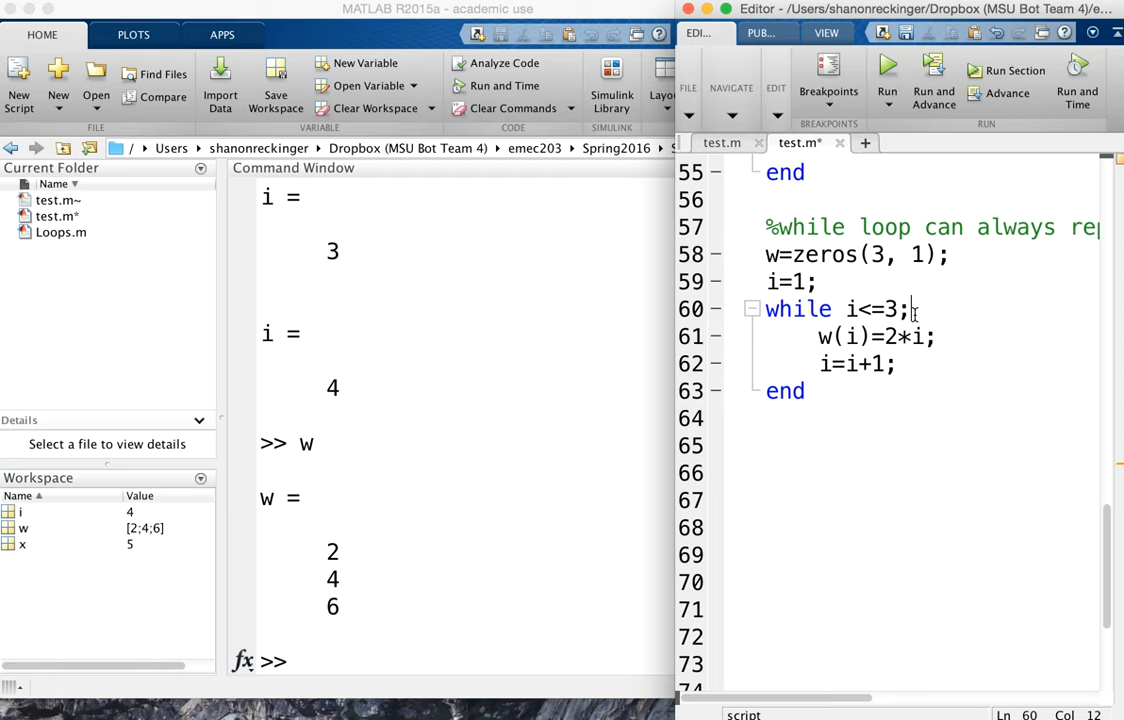 MATLAB R2015a - academic use
HOME
PLOTS
APPS
New Script
New
Open
Find Files
Compare
Import Data
Save Workspace
New Variable
Open Variable
Clear Workspace
Analyze Code
Run and Time
Clear Commands
Simulink Library
Layou
FILE
VARIABLE
CODE
SIMULINK
/ Users shanonreckinger Dropbox (MSU Bot Team 4) emec203 Spring2016
Current Folder
Name
test.m~
test.m*
Loops.m
Details
Select a file to view details
Workspace
Name Value
i 4
w [2;4;6]
x 5
Command Window
i =
3
i =
4
>> w
w =
2
4
6
fx >>
Editor - /Users/shanonreckinger/Dropbox (MSU Bot Team 4)/e...
EDI...
PUB...
VIEW
FILE
NAVIGATE
EDIT
Breakpoints
Run
Run and Advance
Run Section
Advance
Run and Time
BREAKPOINTS
RUN
test.m
test.m*
55 end
56
57 %while loop can always rep
58 w=zeros(3, 1);
59 i=1;
60 while i<=3;
61 w(i)=2*i;
62 i=i+1;
63 end
64
65
66
67
68
69
70
71
72
73
74
script
Ln 60 Col 12